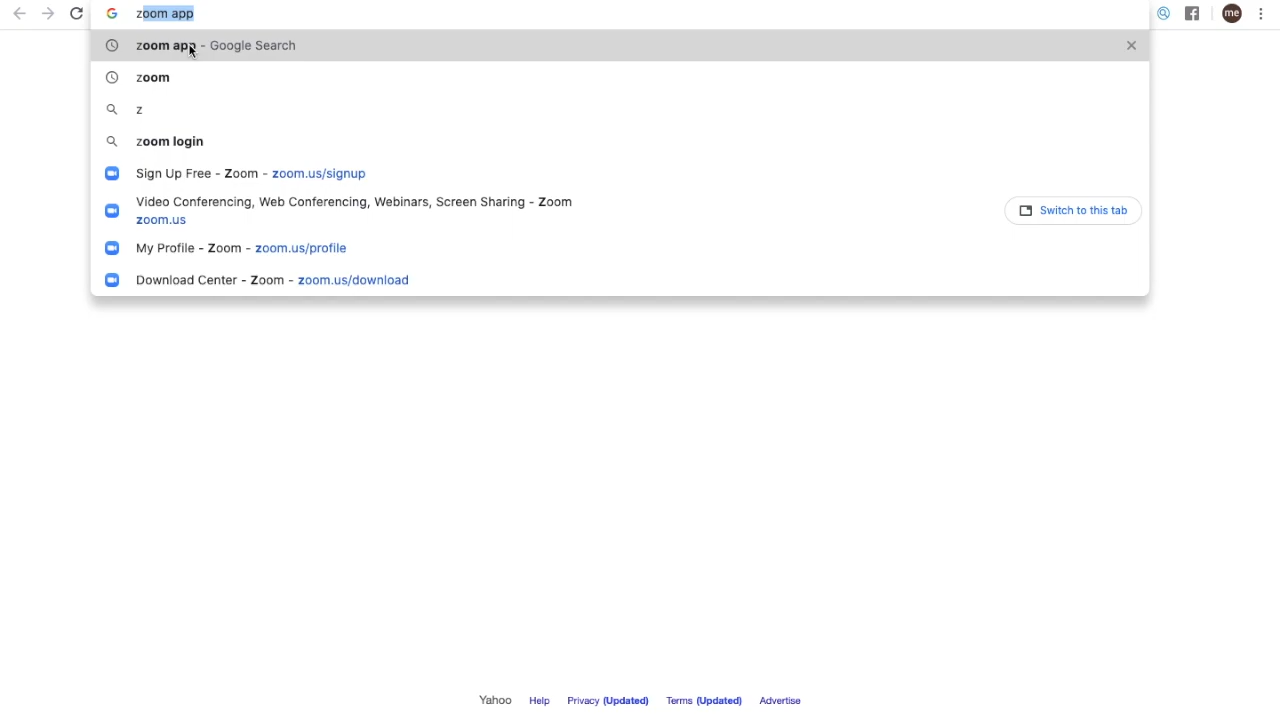 zoom app
me
zoom app - Google Search
zoom
z
zoom login
Sign Up Free - Zoom - zoom.us/signup
Video Conferencing, Web Conferencing, Webinars, Screen Sharing - Zoom
zoom.us
Switch to this tab
My Profile - Zoom - zoom.us/profile
Download Center - Zoom - zoom.us/download
Yahoo Help Privacy (Updated) Terms (Updated) Advertise